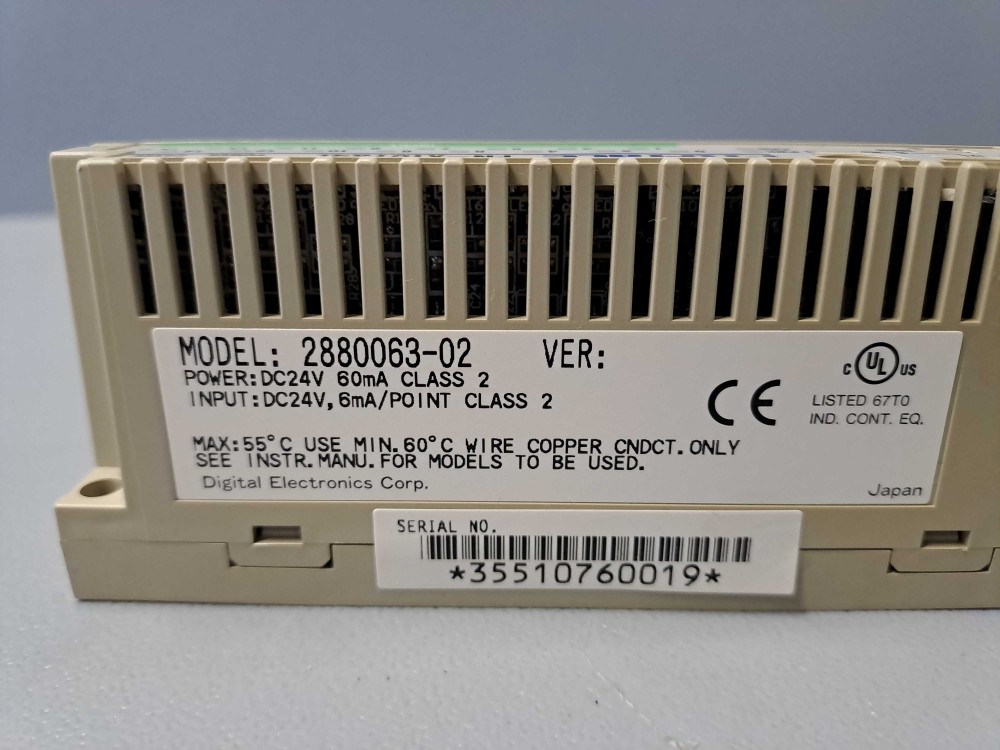 MODEL: 2880063-02 VER:
POWER:DC24V 60mA CLASS 2
INPUT:DC24V,6mA/POINT CLASS 2
C UL US
LISTED 67T0
IND. CONT. EQ.
CE
MAX:55°C USE MIN.60°C WIRE COPPER CNDCT.ONLY
SEE INSTR.MANU.FOR MODELS TO BE USED.
Digital Electronics Corp.
Japan
SERIAL NO.
*35510760019*